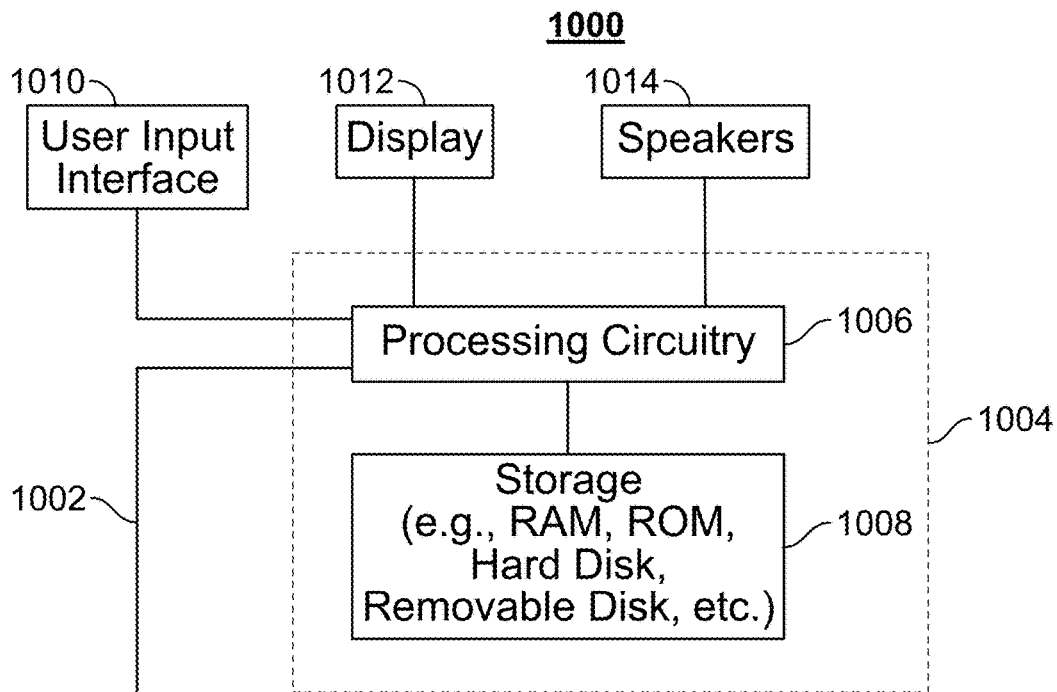 1000
1010
1012
1014
User Input
Interface
Display
Speakers
Processing Circuitry
1006
1004
1002
Storage
(e.g., RAM, ROM,
Hard Disk,
Removable Disk, etc.)
1008